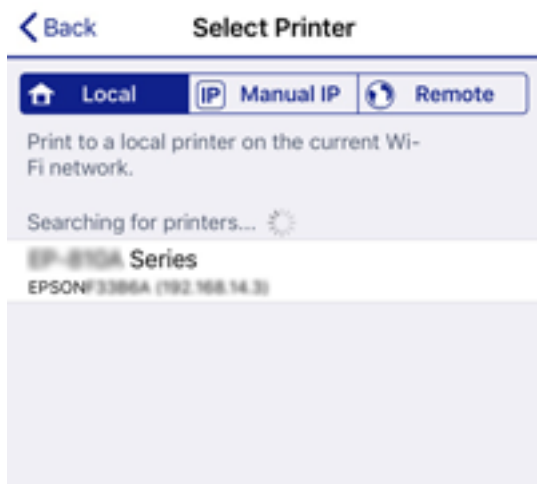 Back Select Printer
Local IP Manual IP Remote
Print to a local printer on the current Wi-
Fi network.
Searching for printers...
Series
EPSON